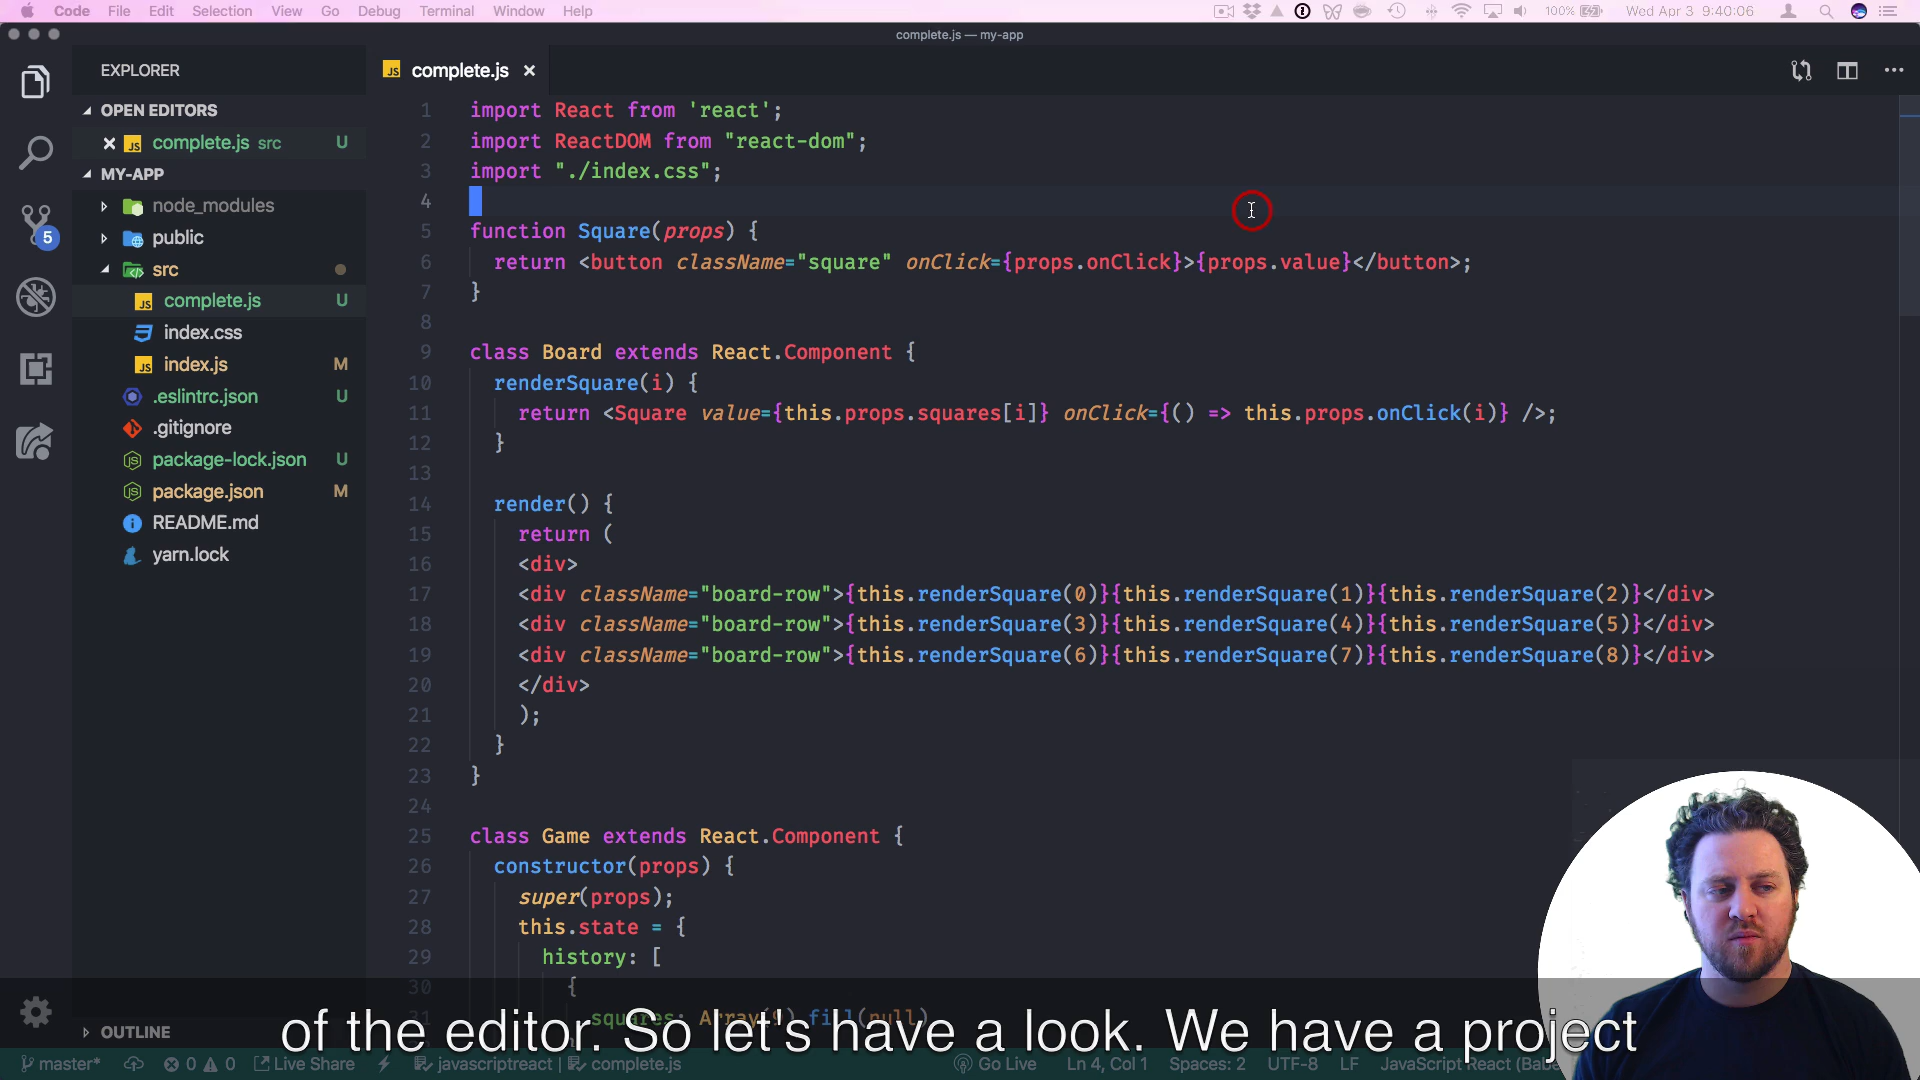 Code File Edit Selection View Go Debug Terminal Window Help 100% Wed Apr 3 9:40:06
complete.js — my-app
EXPLORER
OPEN EDITORS
complete.js src U
MY-APP
node_modules
public
5
src
complete.js U
index.css
index.js M
.eslintrc.json U
.gitignore
package-lock.json U
package.json M
README.md
yarn.lock
OUTLINE
complete.js
1 import React from 'react';
2 import ReactDOM from "react-dom";
3 import "./index.css";
4
5 function Square(props) {
6 return <button className="square" onClick={props.onClick}>{props.value}</button>;
7 }
8
9 class Board extends React.Component {
10 renderSquare(i) {
11 return <Square value={this.props.squares[i]} onClick={() => this.props.onClick(i)} />;
12 }
13
14 render() {
15 return (
16 <div>
17 <div className="board-row">{this.renderSquare(0)}{this.renderSquare(1)}{this.renderSquare(2)}</div>
18 <div className="board-row">{this.renderSquare(3)}{this.renderSquare(4)}{this.renderSquare(5)}</div>
19 <div className="board-row">{this.renderSquare(6)}{this.renderSquare(7)}{this.renderSquare(8)}</div>
20 </div>
21 );
22 }
23 }
24
25 class Game extends React.Component {
26 constructor(props) {
27 super(props);
28 this.state = {
29 history: [
30 {
31 squares: Array(9).fill(null)
of the editor. So let's have a look. We have a project
master* 0 0 Live Share javascriptreact | complete.js Go Live Ln 4, Col 1 Spaces: 2 UTF-8 LF JavaScript React (Babe